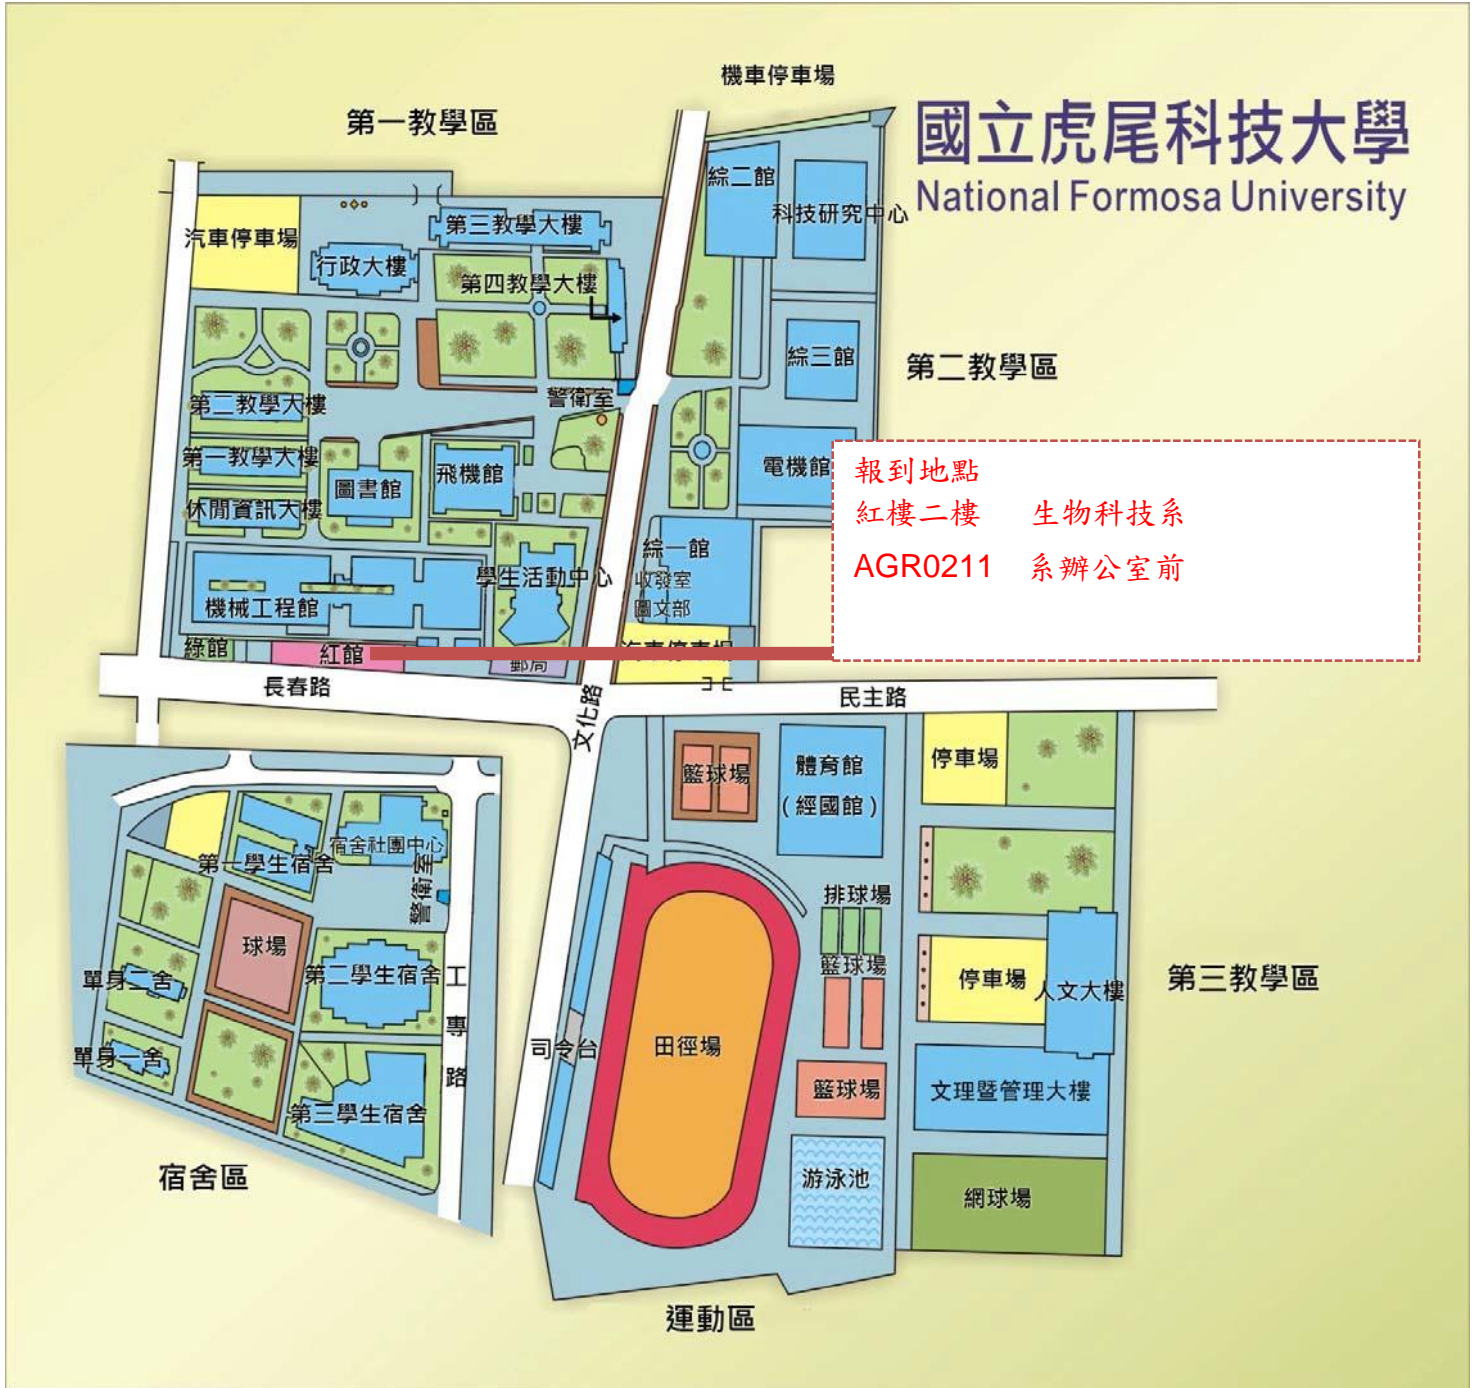 機車停車場
第一教學區
國立虎尾科技大學
National Formosa University
綜二館
科技研究中心
汽車停車場
第三教學大樓
行政大樓
第四教學大樓
綜三館
第二教學區
警衛室
第二教學大樓
第一教學大樓
圖書館
飛機館
電機館
休閒資訊大樓
報到地點
紅樓二樓 生物科技系
AGR0211 系辦公室前
綜一館
收發室
圖文部
學生活動中心
機械工程館
綠館
紅館
郵局
汽車停車場
長春路
文化路
民主路
籃球場
體育館
(經國館)
停車場
宿舍社團中心
第一學生宿舍
警衛室
排球場
籃球場
球場
第二學生宿舍
工專路
單身二舍
停車場
人文大樓
第三教學區
單身一舍
司令台
田徑場
籃球場
文理暨管理大樓
第三學生宿舍
宿舍區
游泳池
網球場
運動區